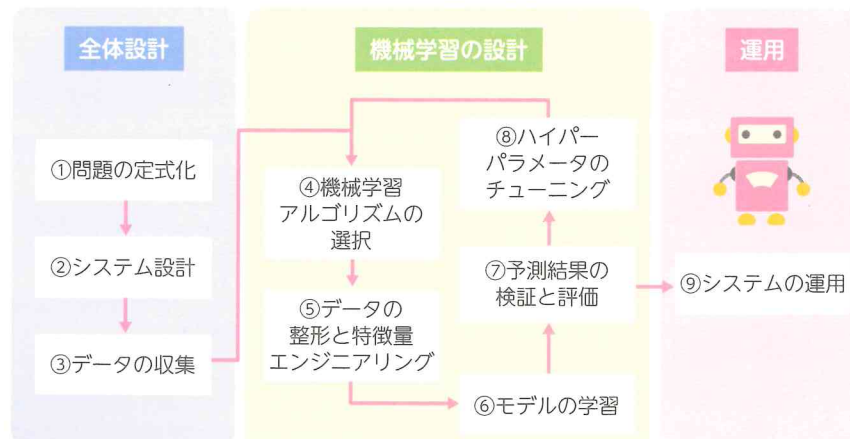 全体設計
機械学習の設計
運用
①問題の定式化
②システム設計
③データの収集
④機械学習
アルゴリズムの
選択
⑤データの
整形と特徴量
エンジニアリング
⑥モデルの学習
⑦予測結果の
検証と評価
⑧ハイパー
パラメータの
チューニング
⑨システムの運用